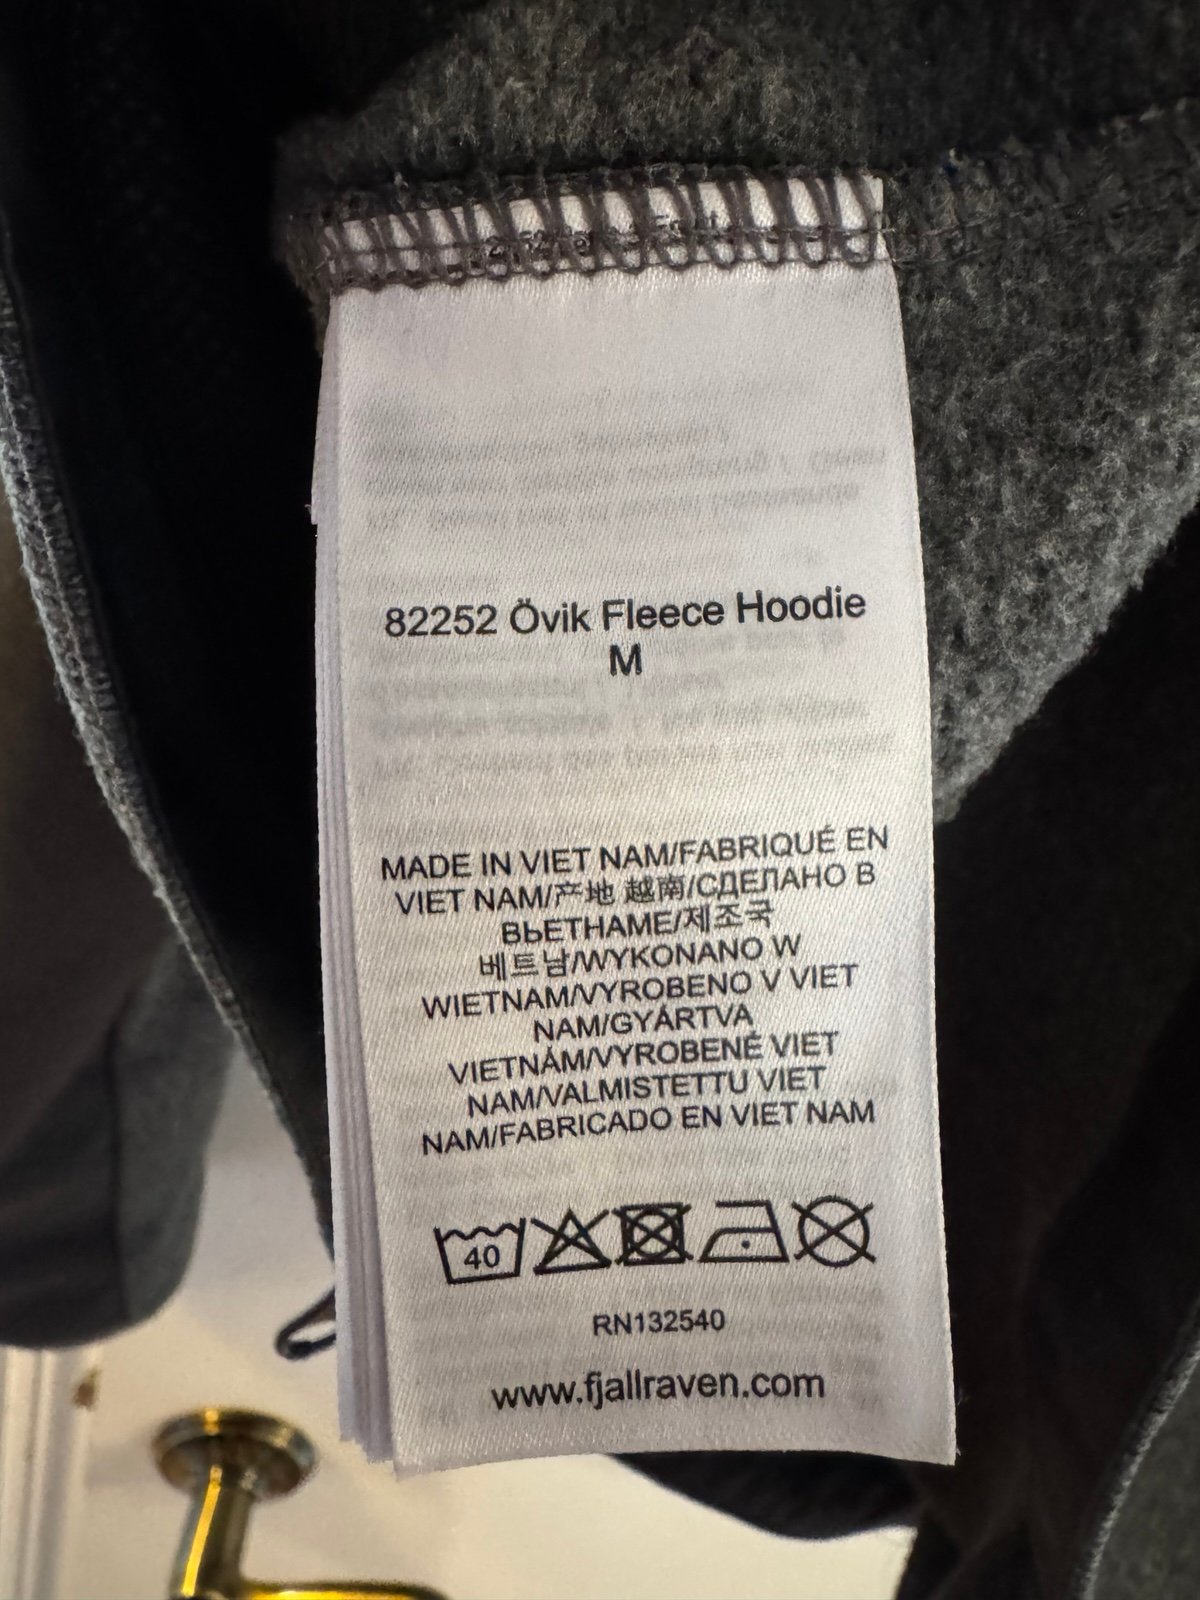 82252 Övik Fleece Hoodie
M
MADE IN VIET NAM/FABRIQUÉ EN
VIET NAM/产地 越南/СДЕЛАНО В
ВЬЕТНАМЕ/제조국
베트남/WYKONANO W
WIETNAM/VYROBENO V VIET
NAM/GYÁRTVA
VIETNÁM/VYROBENÉ VIET
NAM/VALMISTETTU VIET
NAM/FABRICADO EN VIET NAM
40
RN132540
www.fjallraven.com